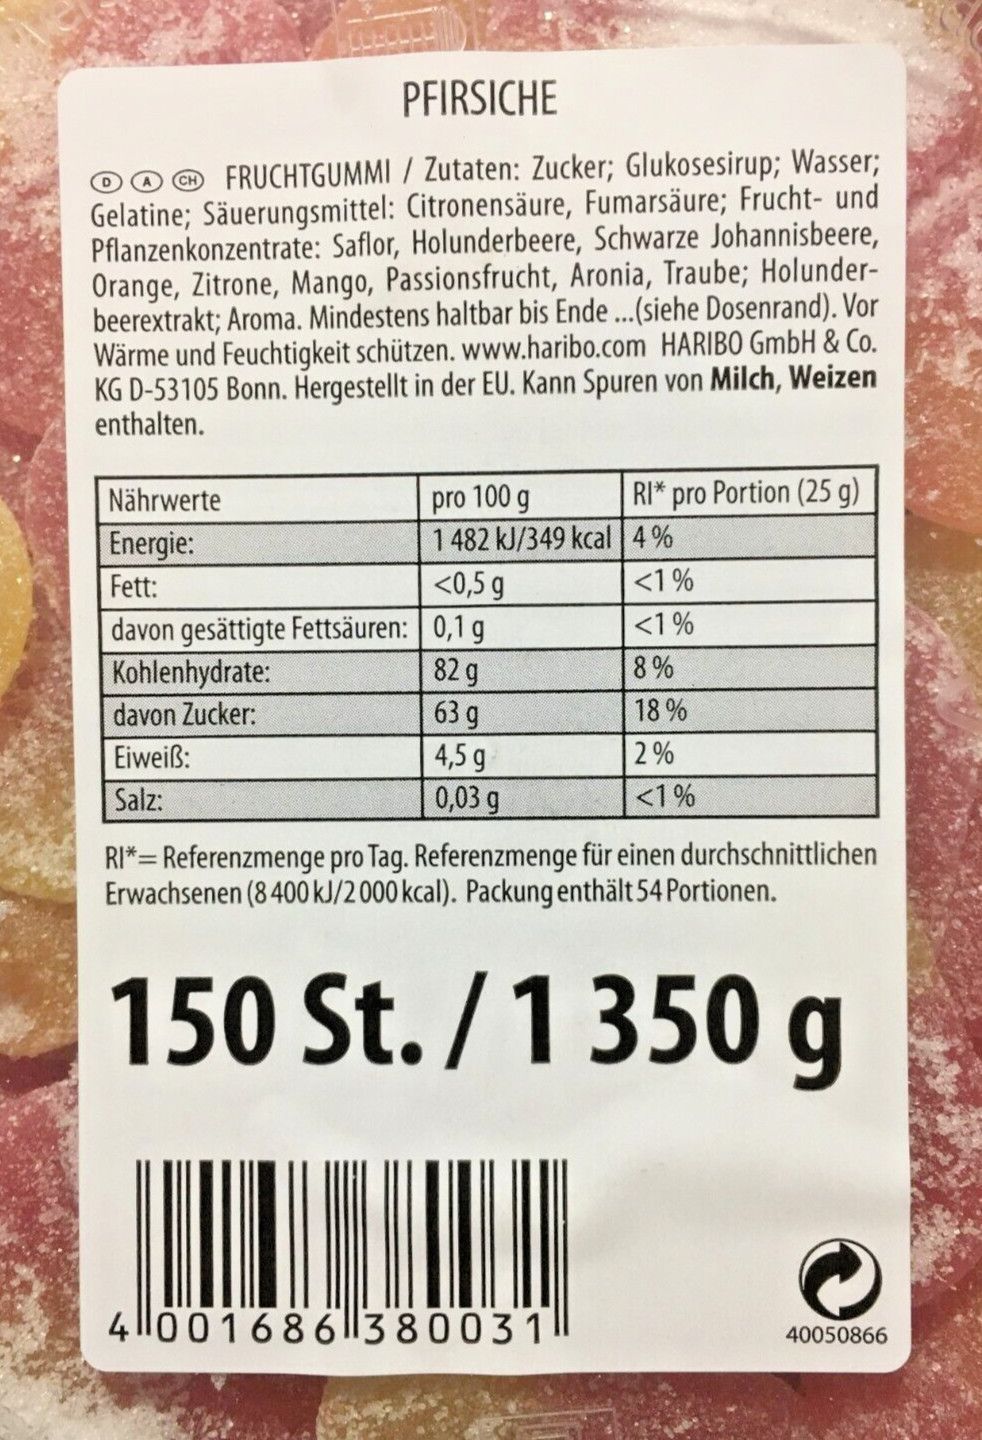 PFIRSICHE
D A CH FRUCHTGUMMI / Zutaten: Zucker; Glukosesirup; Wasser;
Gelatine; Säuerungsmittel: Citronensäure, Fumarsäure; Frucht- und
Pflanzenkonzentrate: Saflor, Holunderbeere, Schwarze Johannisbeere,
Orange, Zitrone, Mango, Passionsfrucht, Aronia, Traube; Holunder-
beerextrakt; Aroma. Mindestens haltbar bis Ende ...(siehe Dosenrand). Vor
Wärme und Feuchtigkeit schützen. www.haribo.com HARIBO GmbH & Co.
KG D-53105 Bonn. Hergestellt in der EU. Kann Spuren von Milch, Weizen
enthalten.
Nährwerte pro 100 g RI* pro Portion (25 g)
Energie: 1 482 kJ/349 kcal 4 %
Fett: <0,5 g <1 %
davon gesättigte Fettsäuren: 0,1 g <1 %
Kohlenhydrate: 82 g 8 %
davon Zucker: 63 g 18 %
Eiweiß: 4,5 g 2 %
Salz: 0,03 g <1 %
RI*= Referenzmenge pro Tag. Referenzmenge für einen durchschnittlichen
Erwachsenen (8 400 kJ/2 000 kcal). Packung enthält 54 Portionen.
150 St. / 1 350 g
4 001686 380031
40050866